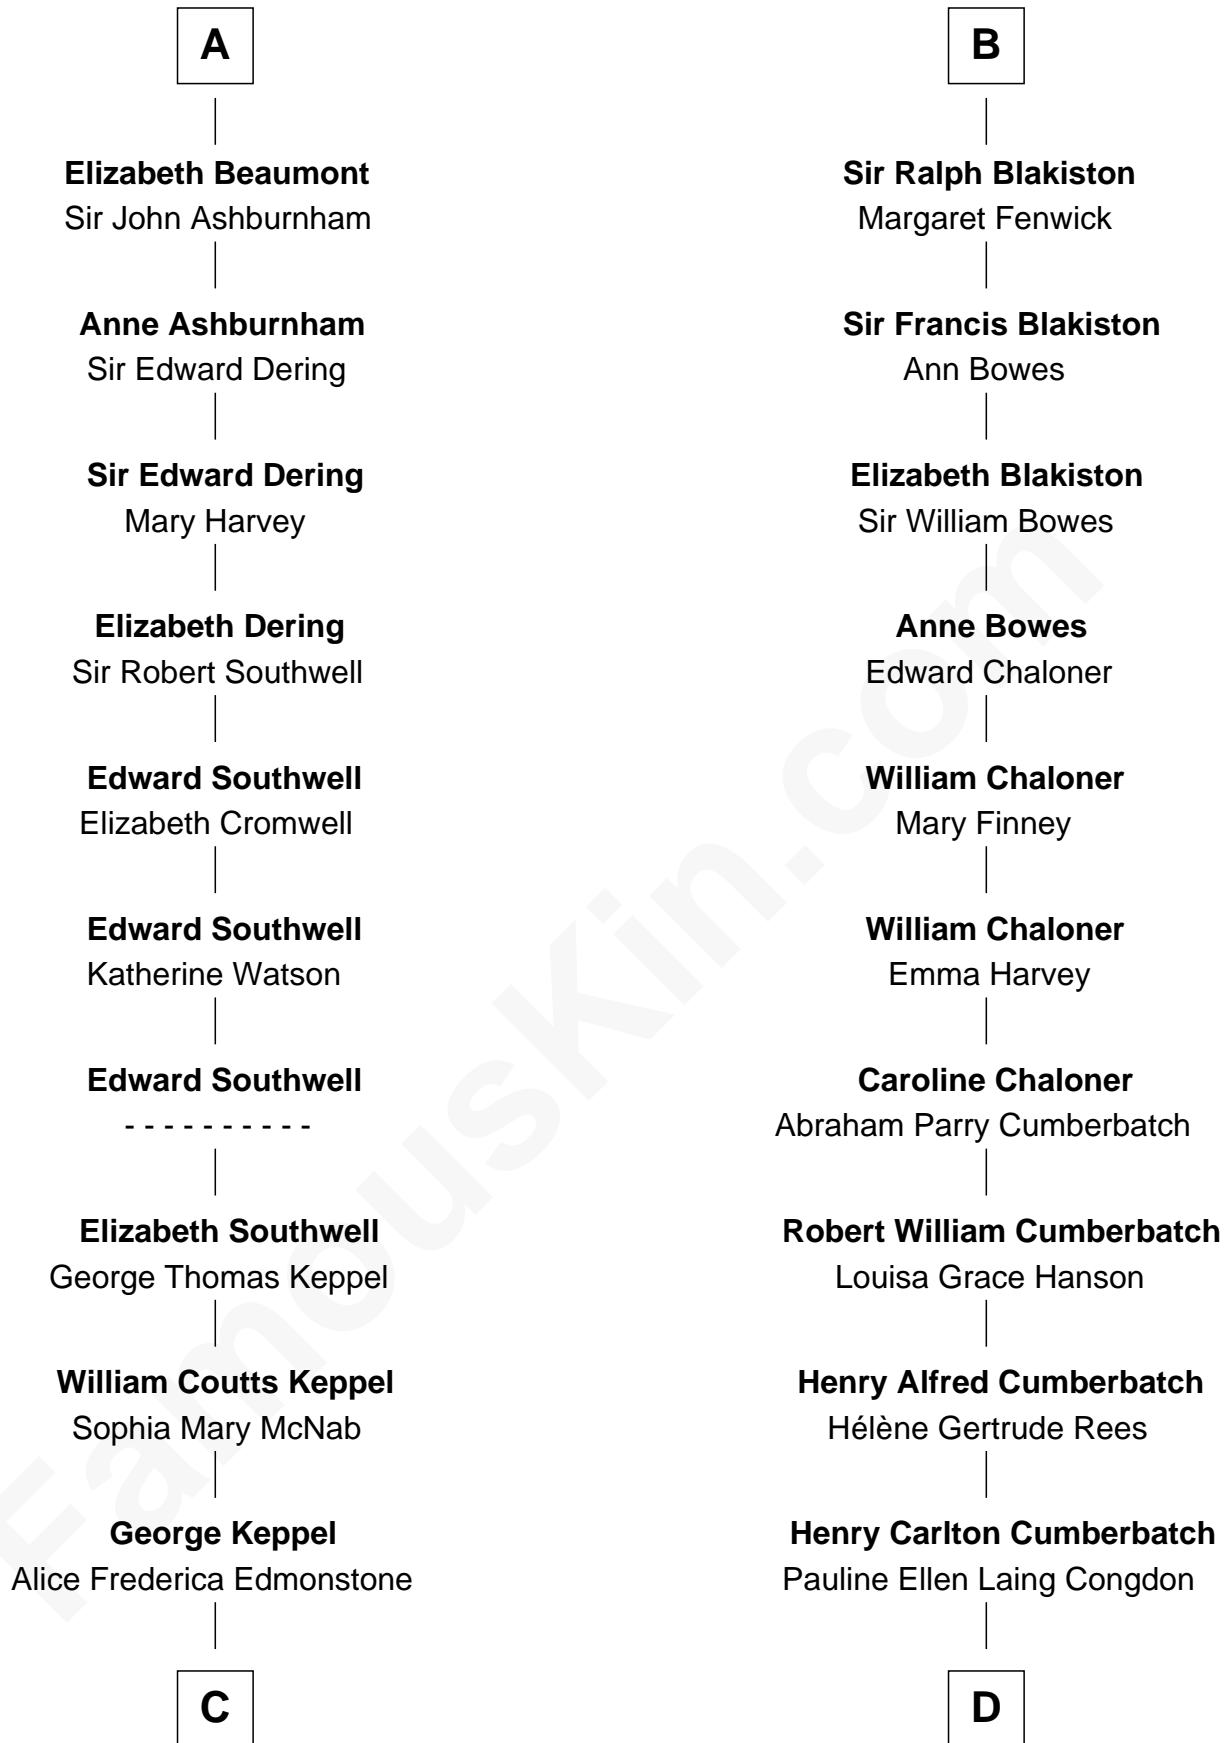 A
Elizabeth Beaumont
Sir John Ashburnham
Anne Ashburnham
Sir Edward Dering
Sir Edward Dering
Mary Harvey
Elizabeth Dering
Sir Robert Southwell
Edward Southwell
Elizabeth Cromwell
Edward Southwell
Katherine Watson
Edward Southwell
- - - - - - - - - -
Elizabeth Southwell
George Thomas Keppel
William Coutts Keppel
Sophia Mary McNab
George Keppel
Alice Frederica Edmonstone
C
B
Sir Ralph Blakiston
Margaret Fenwick
Sir Francis Blakiston
Ann Bowes
Elizabeth Blakiston
Sir William Bowes
Anne Bowes
Edward Chaloner
William Chaloner
Mary Finney
William Chaloner
Emma Harvey
Caroline Chaloner
Abraham Parry Cumberbatch
Robert William Cumberbatch
Louisa Grace Hanson
Henry Alfred Cumberbatch
Hélène Gertrude Rees
Henry Carlton Cumberbatch
Pauline Ellen Laing Congdon
D
FamousKin.com